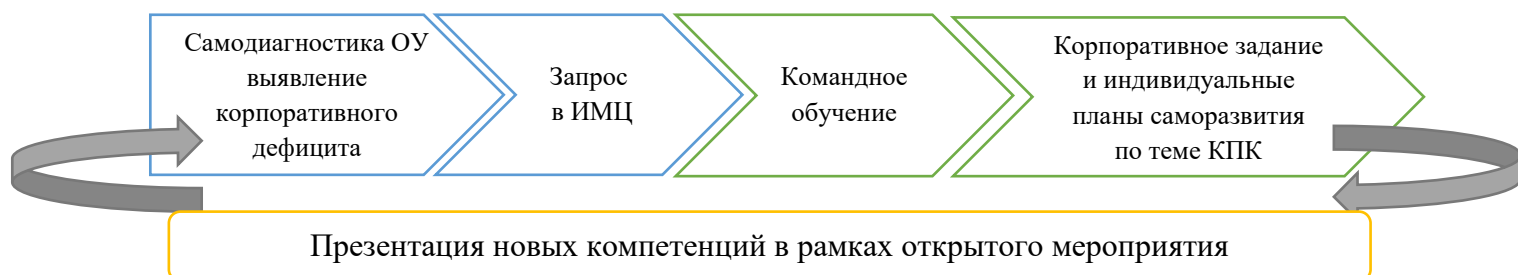 Самодиагностика ОУ
выявление
корпоративного
дефицита
Запрос
в ИМЦ
Командное
обучение
Корпоративное задание
и индивидуальные
планы саморазвития
по теме КПК
Презентация новых компетенций в рамках открытого мероприятия